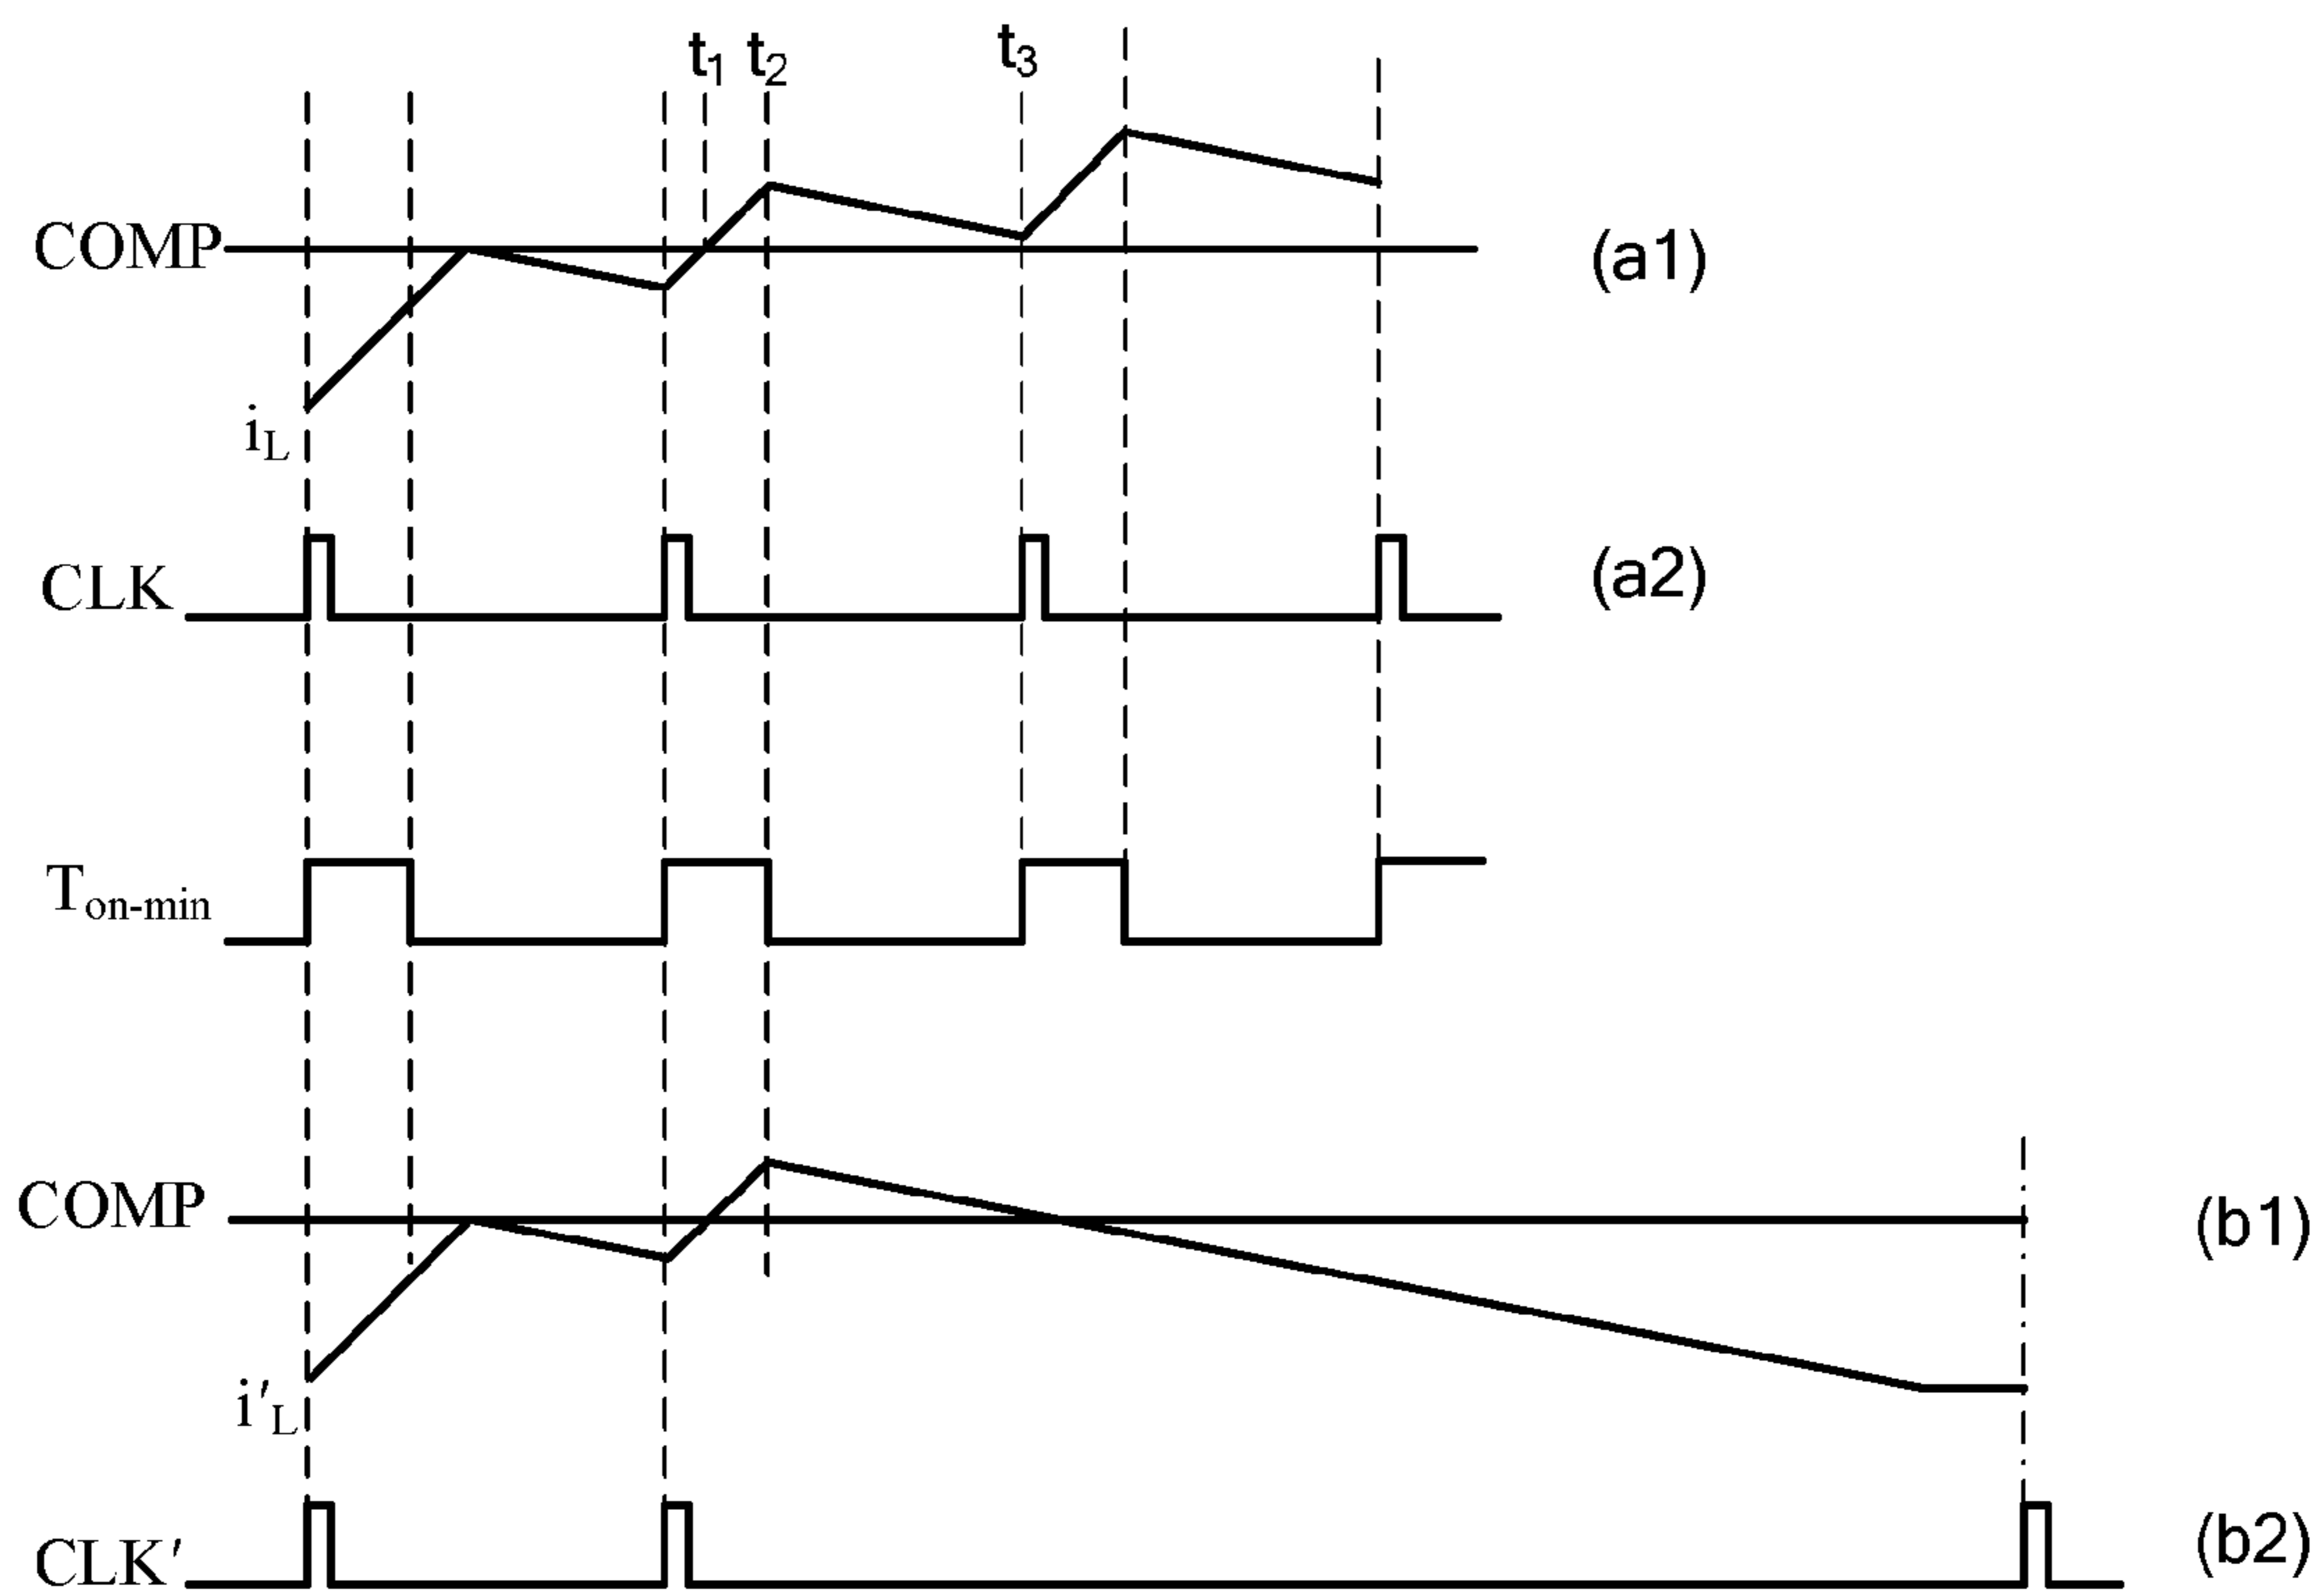 t1 t2 t3
COMP (a1)
iL
CLK (a2)
Ton-min
COMP (b1)
i'L
CLK' (b2)